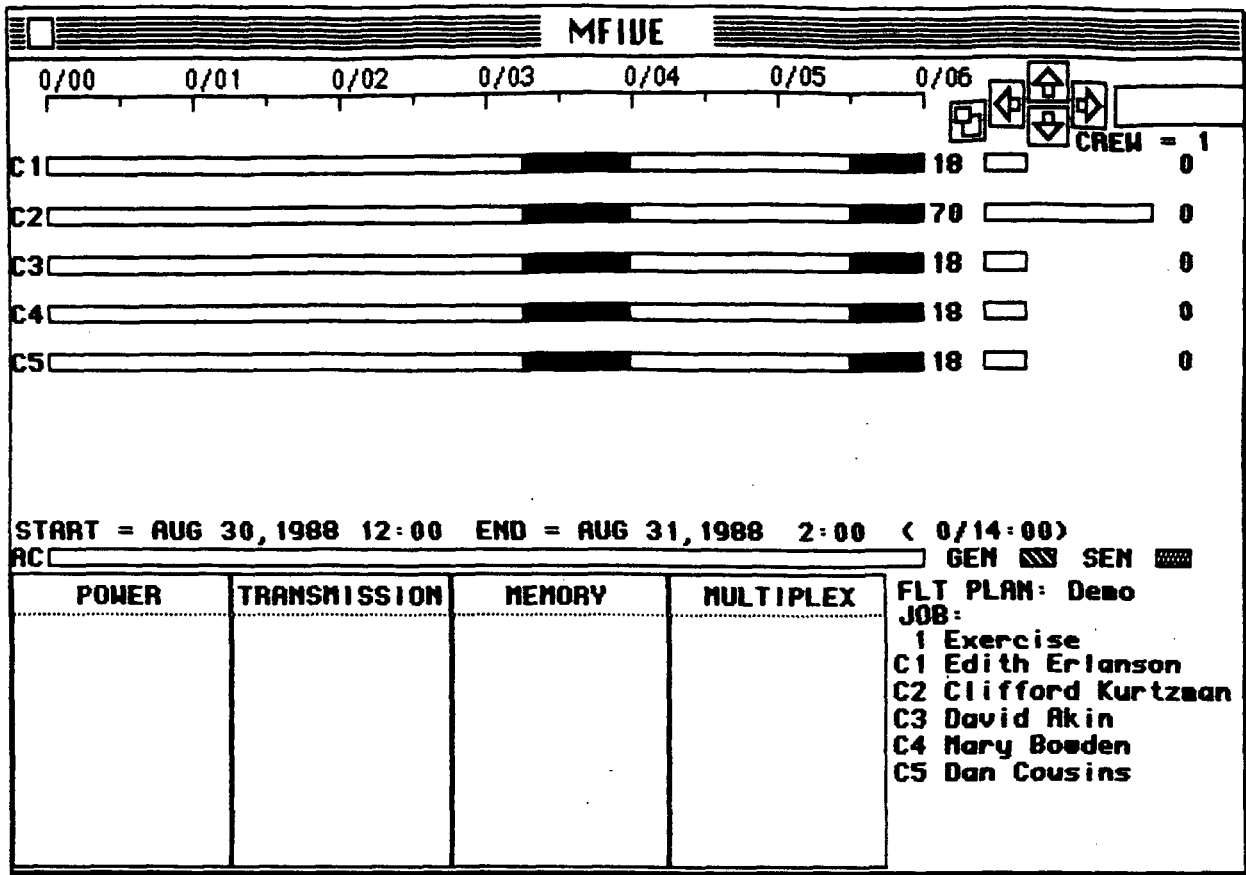 MFIVE
0/00 0/01 0/02 0/03 0/04 0/05 0/06
CREW = 1
C1 18 0
C2 70 0
C3 18 0
C4 18 0
C5 18 0
START = AUG 30,1988 12:00 END = AUG 31,1988 2:00 ( 0/14:00)
AC GEN SEN
POWER TRANSMISSION MEMORY MULTIPLEX
FLT PLAN: Demo
JOB:
1 Exercise
C1 Edith Erlanson
C2 Clifford Kurtzman
C3 David Akin
C4 Mary Bowden
C5 Dan Cousins